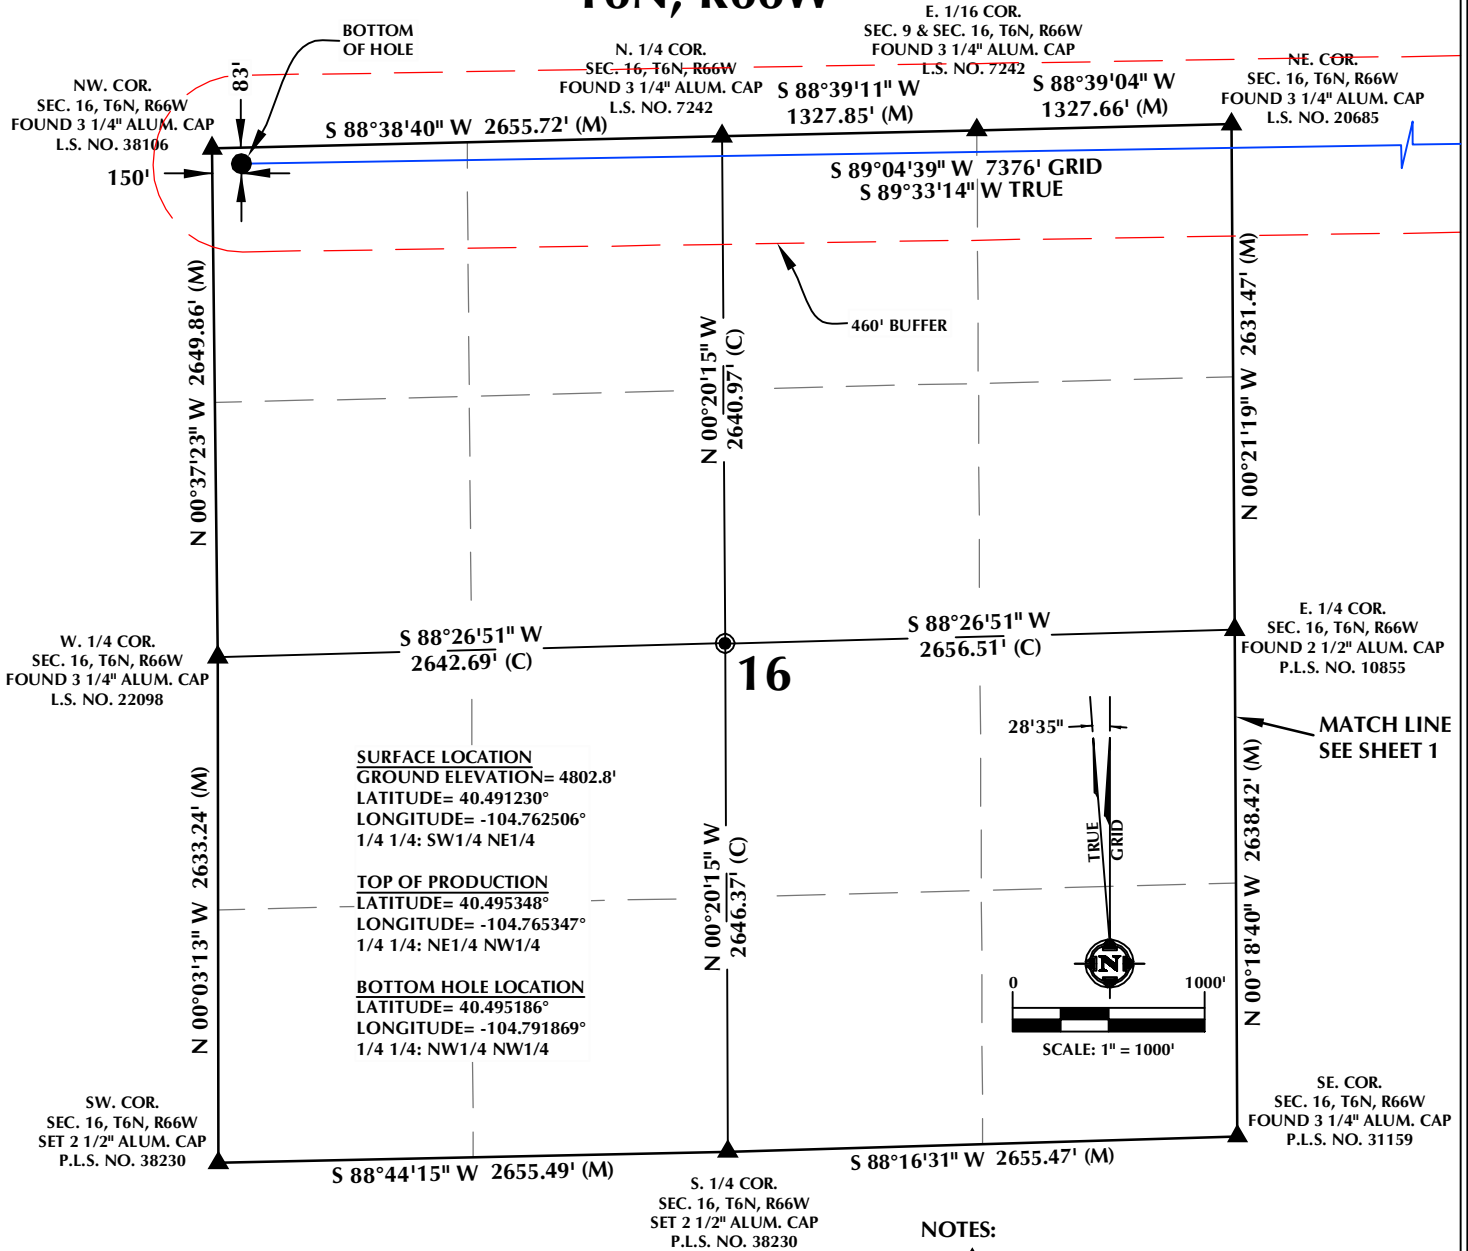 T6N, R66W
BOTTOM
OF HOLE
83'
NW. COR.
SEC. 16, T6N, R66W
FOUND 3 1/4" ALUM. CAP
L.S. NO. 38106
150'
N. 1/4 COR.
SEC. 16, T6N, R66W
FOUND 3 1/4" ALUM. CAP
L.S. NO. 7242
E. 1/16 COR.
SEC. 9 & SEC. 16, T6N, R66W
FOUND 3 1/4" ALUM. CAP
L.S. NO. 7242
NE. COR.
SEC. 16, T6N, R66W
FOUND 3 1/4" ALUM. CAP
L.S. NO. 20685
S 88°38'40" W 2655.72' (M)
S 88°39'11" W
1327.85' (M)
S 88°39'04" W
1327.66' (M)
S 89°04'39" W 7376' GRID
S 89°33'14" W TRUE
460' BUFFER
N 00°37'23" W 2649.86' (M)
N 00°20'15" W
2640.97' (C)
N 00°21'19" W 2631.47' (M)
W. 1/4 COR.
SEC. 16, T6N, R66W
FOUND 3 1/4" ALUM. CAP
L.S. NO. 22098
S 88°26'51" W
2642.69' (C)
16
S 88°26'51" W
2656.51' (C)
E. 1/4 COR.
SEC. 16, T6N, R66W
FOUND 2 1/2" ALUM. CAP
P.L.S. NO. 10855
MATCH LINE
SEE SHEET 1
SURFACE LOCATION
GROUND ELEVATION= 4802.8'
LATITUDE= 40.491230°
LONGITUDE= -104.762506°
1/4 1/4: SW1/4 NE1/4
TOP OF PRODUCTION
LATITUDE= 40.495348°
LONGITUDE= -104.765347°
1/4 1/4: NE1/4 NW1/4
BOTTOM HOLE LOCATION
LATITUDE= 40.495186°
LONGITUDE= -104.791869°
1/4 1/4: NW1/4 NW1/4
N 00°03'13" W 2633.24' (M)
N 00°20'15" W
2646.37' (C)
28'35"
TRUE
GRID
N
0 1000'
SCALE: 1" = 1000'
N 00°18'40" W 2638.42' (M)
SW. COR.
SEC. 16, T6N, R66W
SET 2 1/2" ALUM. CAP
P.L.S. NO. 38230
S 88°44'15" W 2655.49' (M)
S. 1/4 COR.
SEC. 16, T6N, R66W
SET 2 1/2" ALUM. CAP
P.L.S. NO. 38230
S 88°16'31" W 2655.47' (M)
SE. COR.
SEC. 16, T6N, R66W
FOUND 3 1/4" ALUM. CAP
P.L.S. NO. 31159
NOTES: